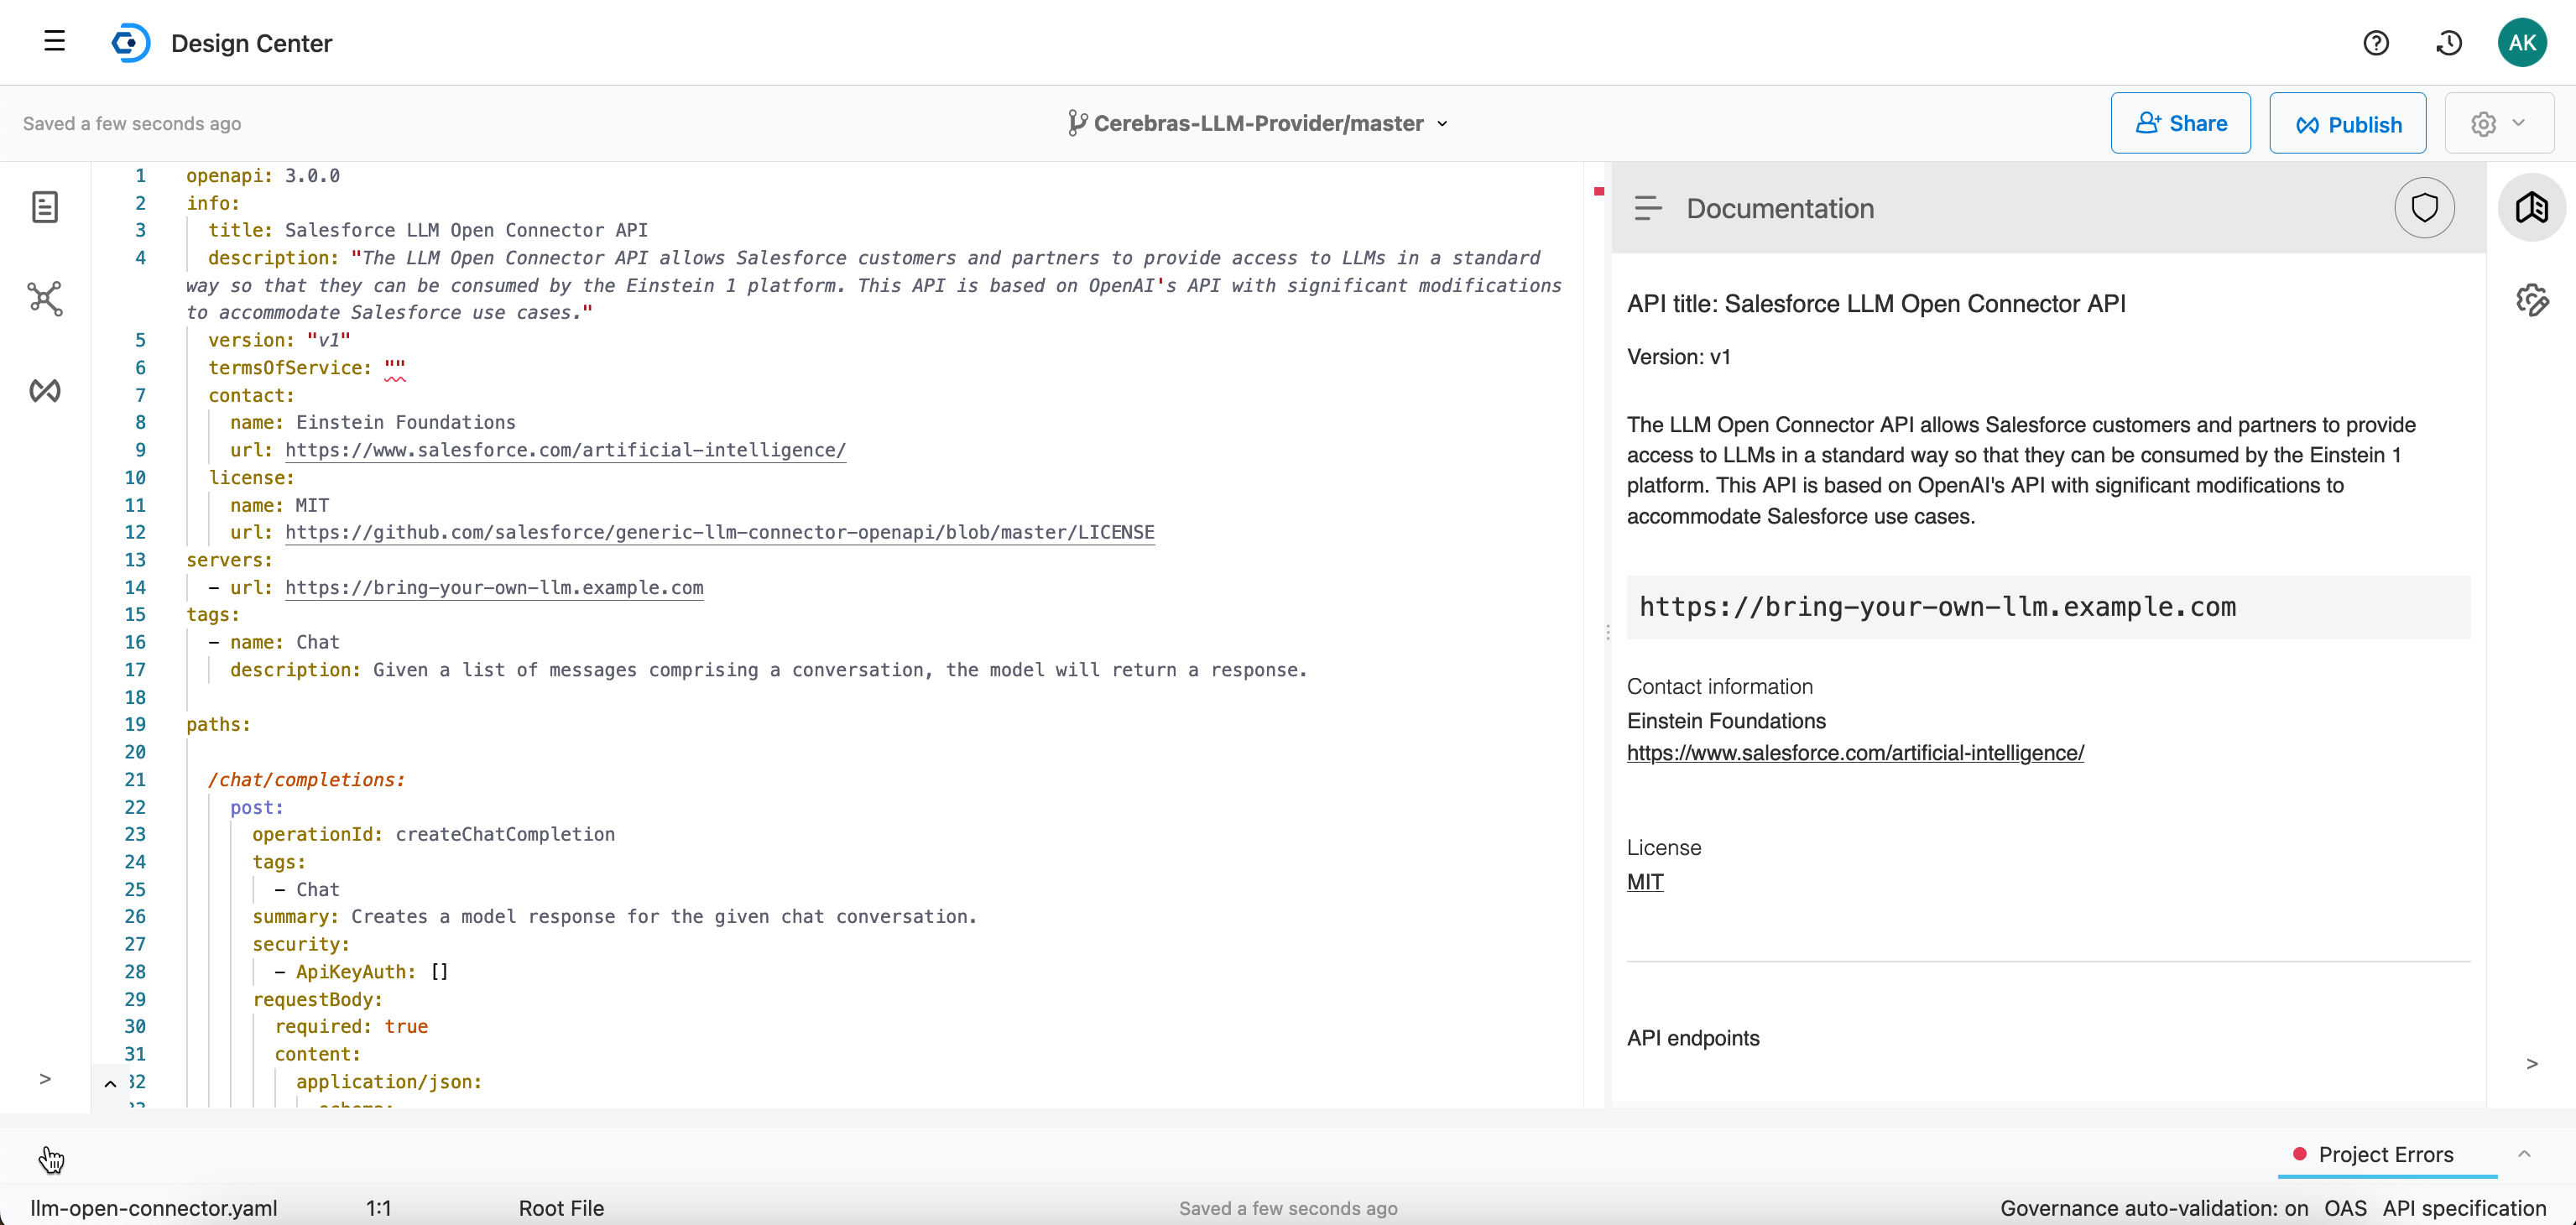 Design Center
AK
Saved a few seconds ago
Cerebras-LLM-Provider/master
Share
Publish
1 openapi: 3.0.0
2 info:
3 title: Salesforce LLM Open Connector API
4 description: "The LLM Open Connector API allows Salesforce customers and partners to provide access to LLMs in a standard
way so that they can be consumed by the Einstein 1 platform. This API is based on OpenAI's API with significant modifications
to accommodate Salesforce use cases."
5 version: "v1"
6 termsOfService: ""
7 contact:
8 name: Einstein Foundations
9 url: https://www.salesforce.com/artificial-intelligence/
10 license:
11 name: MIT
12 url: https://github.com/salesforce/generic-llm-connector-openapi/blob/master/LICENSE
13 servers:
14 - url: https://bring-your-own-llm.example.com
15 tags:
16 - name: Chat
17 description: Given a list of messages comprising a conversation, the model will return a response.
18
19 paths:
20
21 /chat/completions:
22 post:
23 operationId: createChatCompletion
24 tags:
25 - Chat
26 summary: Creates a model response for the given chat conversation.
27 security:
28 - ApiKeyAuth: []
29 requestBody:
30 required: true
31 content:
32 application/json:
Documentation
API title: Salesforce LLM Open Connector API
Version: v1
The LLM Open Connector API allows Salesforce customers and partners to provide
access to LLMs in a standard way so that they can be consumed by the Einstein 1
platform. This API is based on OpenAI's API with significant modifications to
accommodate Salesforce use cases.
https://bring-your-own-llm.example.com
Contact information
Einstein Foundations
https://www.salesforce.com/artificial-intelligence/
License
MIT
API endpoints
Project Errors
llm-open-connector.yaml 1:1 Root File
Saved a few seconds ago
Governance auto-validation: on OAS API specification